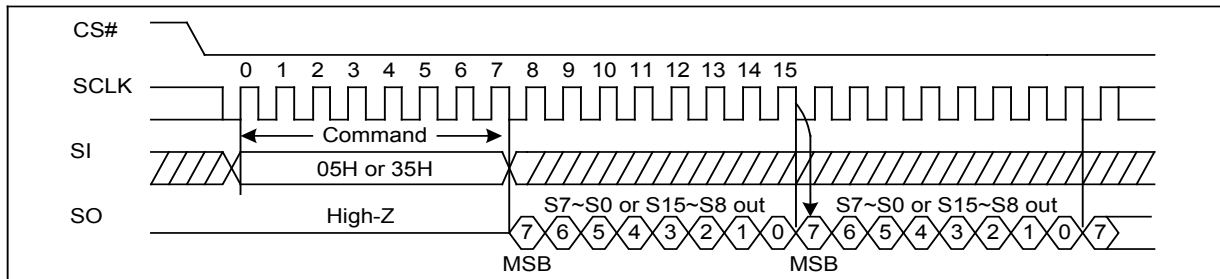 CS#
0 1 2 3 4 5 6 7 8 9 10 11 12 13 14 15
SCLK
Command
SI
05H or 35H
S7~S0 or S15~S8 out S7~S0 or S15~S8 out
SO
High-Z
7 6 5 4 3 2 1 0 7 6 5 4 3 2 1 0 7
MSB MSB